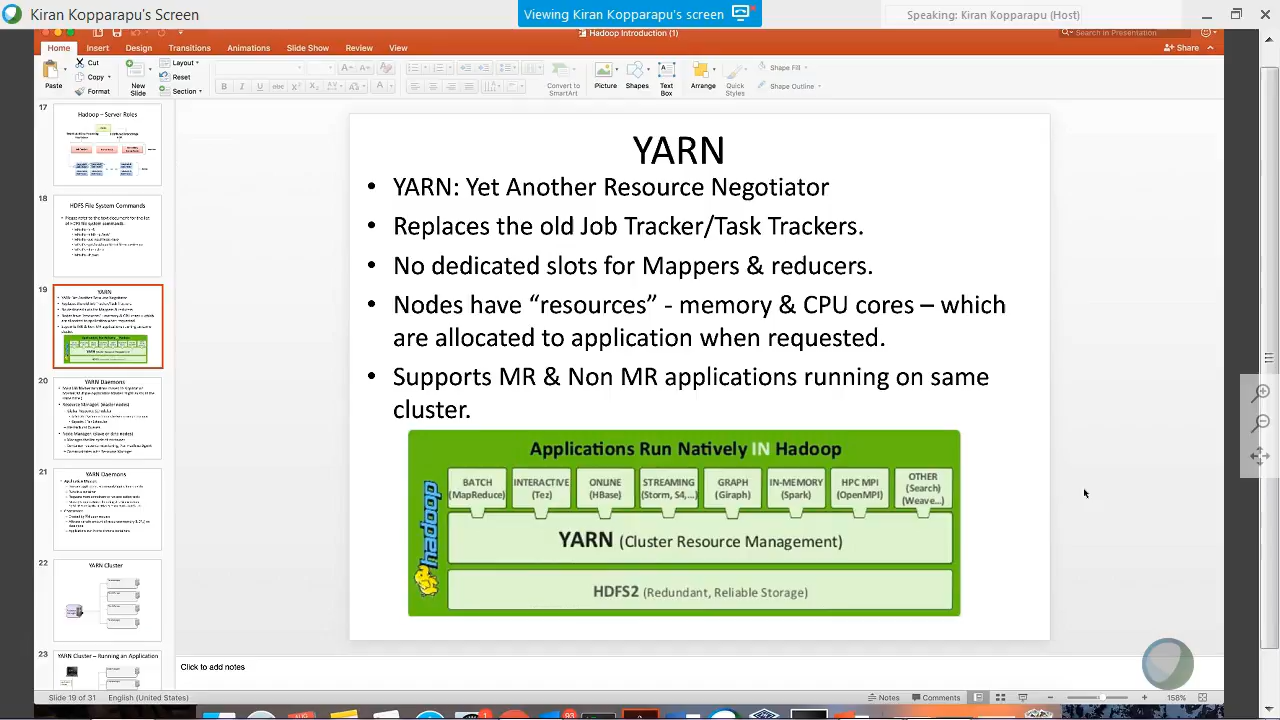 Kiran Kopparapu's Screen
Viewing Kiran Kopparapu's screen
Speaking: Kiran Kopparapu (Host)
Hadoop Introduction (1)
Search in Presentation
Home Insert Design Transitions Animations Slide Show Review View
Share
Paste
Cut
Copy
Format
New Slide
Layout
Reset
Section
Convert to SmartArt
Picture
Shapes
Text Box
Arrange
Quick Styles
Shape Fill
Shape Outline
17
Hadoop – Server Roles
18
HDFS File System Commands
19
YARN
20
YARN Daemons
21
YARN Daemons
22
YARN Cluster
23
YARN Cluster – Running an Application
YARN
• YARN: Yet Another Resource Negotiator
• Replaces the old Job Tracker/Task Trackers.
• No dedicated slots for Mappers & reducers.
• Nodes have “resources” - memory & CPU cores – which
are allocated to application when requested.
• Supports MR & Non MR applications running on same
cluster.
Applications Run Natively IN Hadoop
hadoop
BATCH
(MapReduce)
INTERACTIVE
(Tez)
ONLINE
(HBase)
STREAMING
(Storm, S4,...)
GRAPH
(Giraph)
IN-MEMORY
(Spark)
HPC MPI
(OpenMPI)
OTHER
(Search)
(Weave...)
YARN (Cluster Resource Management)
HDFS2 (Redundant, Reliable Storage)
Click to add notes
Slide 19 of 31 English (United States)
Notes Comments 158%